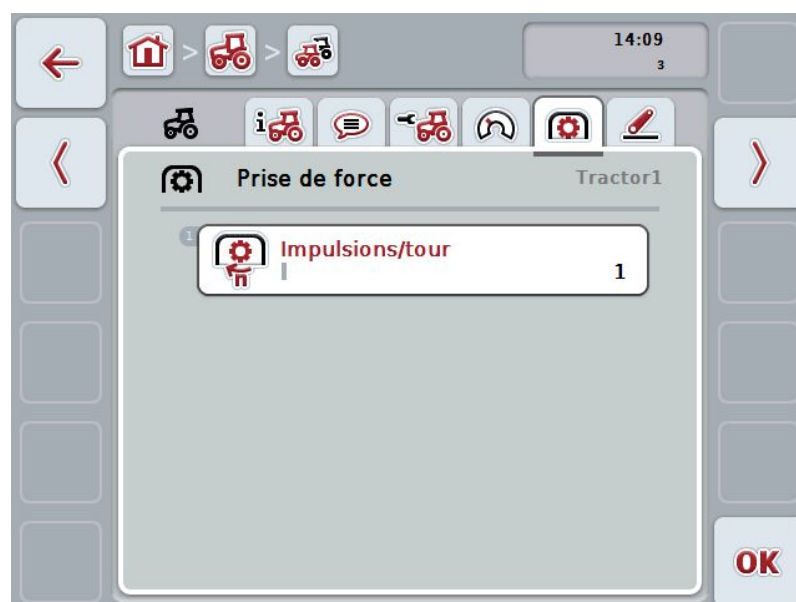 14:09
3
Prise de force
Tractor1
1
Impulsions/tour
1
OK